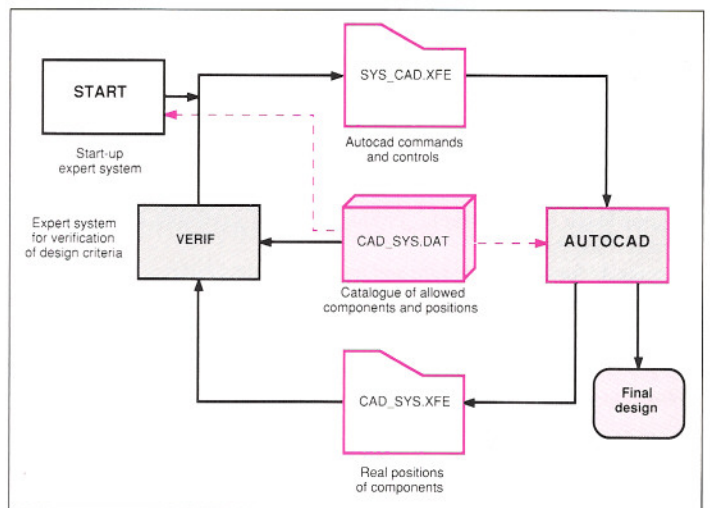 START
SYS_CAD.XFE
Autocad commands
and controls
Start-up
expert system
Expert system
for verification
of design criteria
VERIF
CAD_SYS.DAT
AUTOCAD
Catalogue of allowed
components and positions
CAD_SYS.XFE
Final
design
Real positions
of components